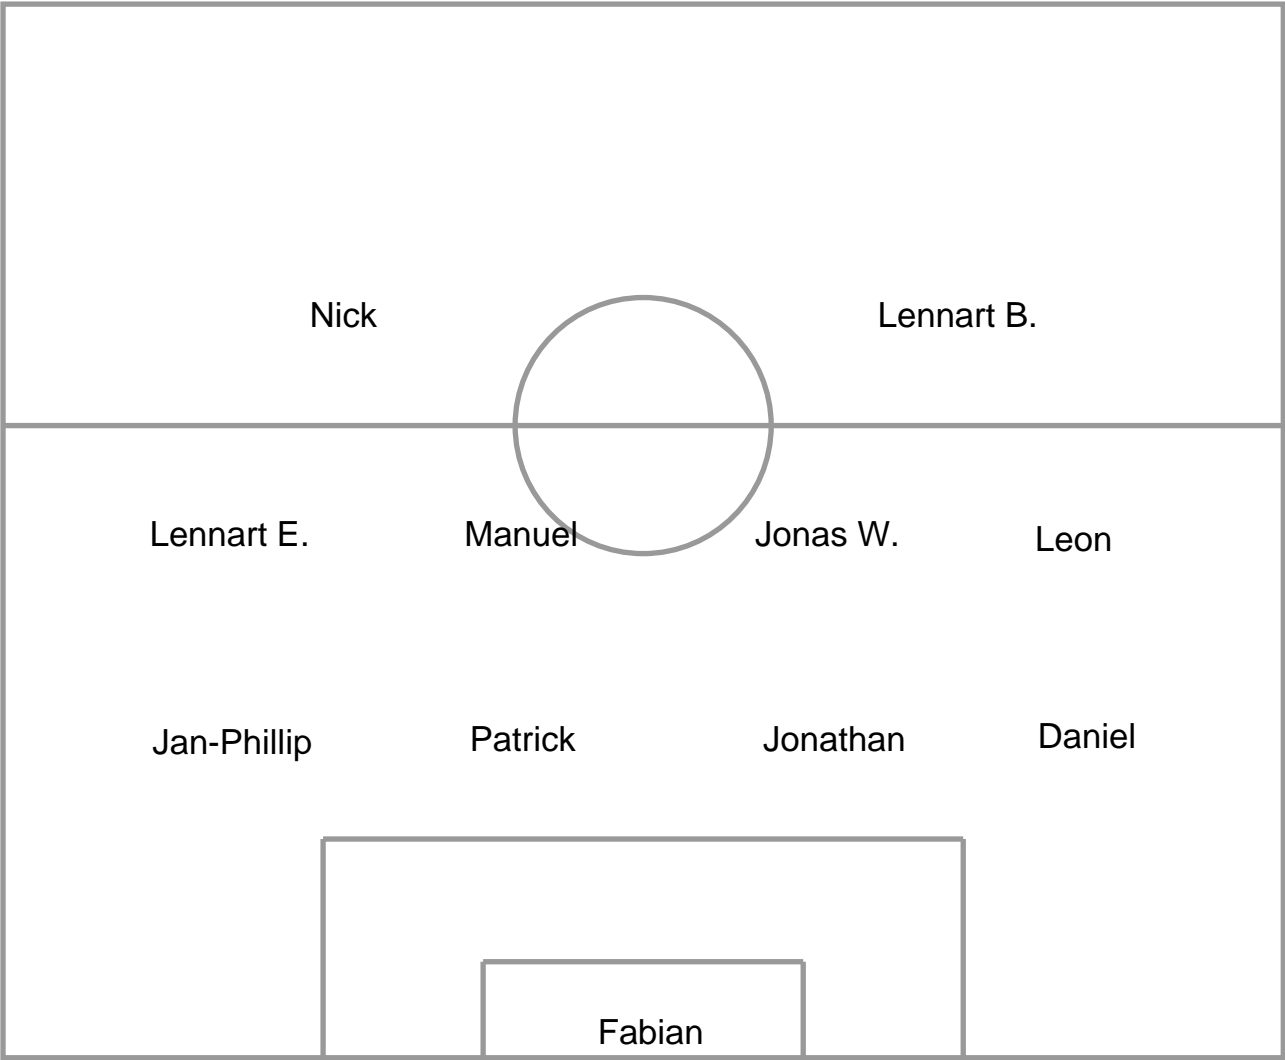 Nick Lennart B.
Lennart E. Manuel Jonas W. Leon
Jan-Phillip Patrick Jonathan Daniel
Fabian